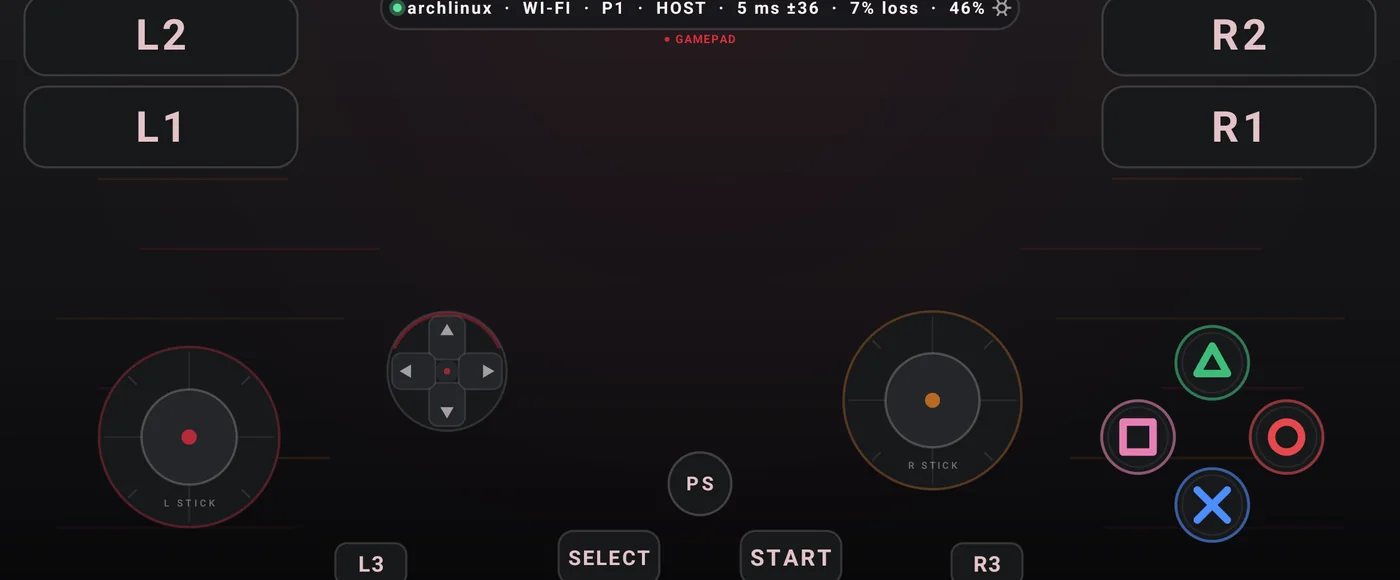 archlinux · WI-FI · P1 · HOST · 5 ms ±36 · 7% loss · 46%
GAMEPAD
L2
R2
L1
R1
L STICK
R STICK
PS
SELECT
START
L3
R3